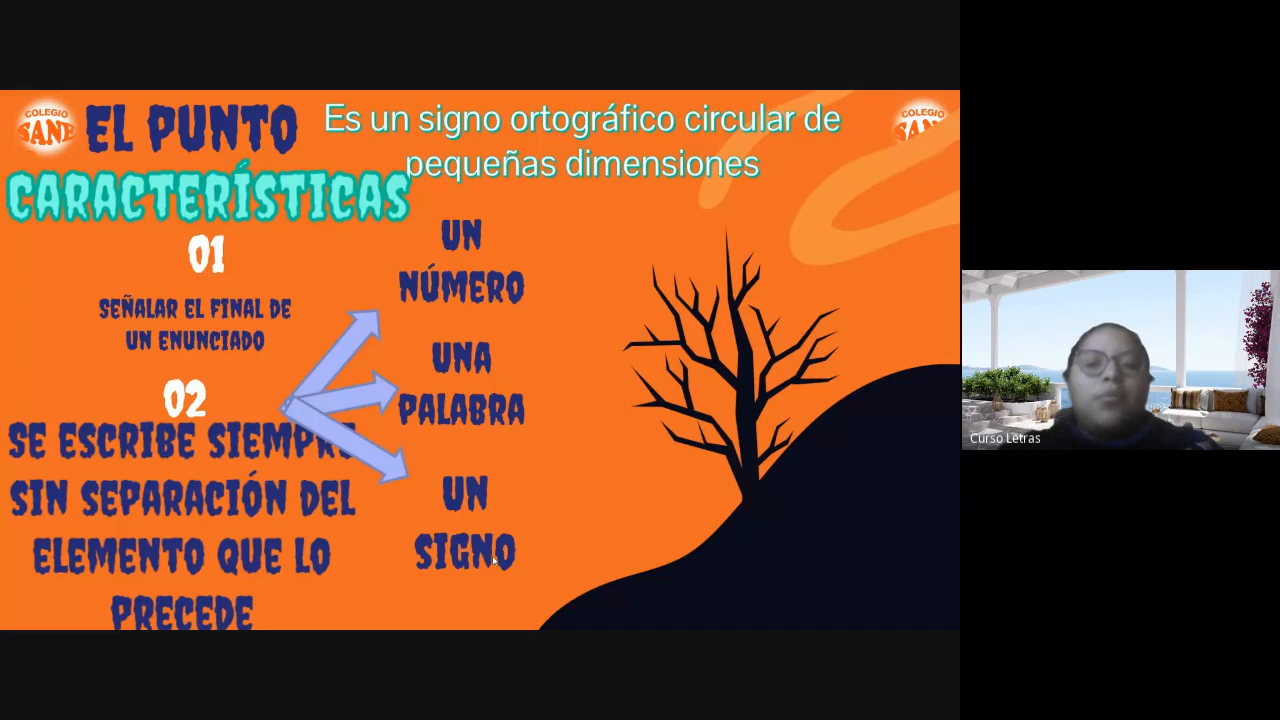 COLEGIO
SANE
EL PUNTO
CARACTERÍSTICAS
Es un signo ortográfico circular de
pequeñas dimensiones
COLEGIO
01
SEÑALAR EL FINAL DE
UN ENUNCIADO
02
SE ESCRIBE SIEMPRE
SIN SEPARACIÓN DEL
ELEMENTO QUE LO
PRECEDE
UN
NÚMERO
UNA
PALABRA
UN
SIGNO
Curso Letras